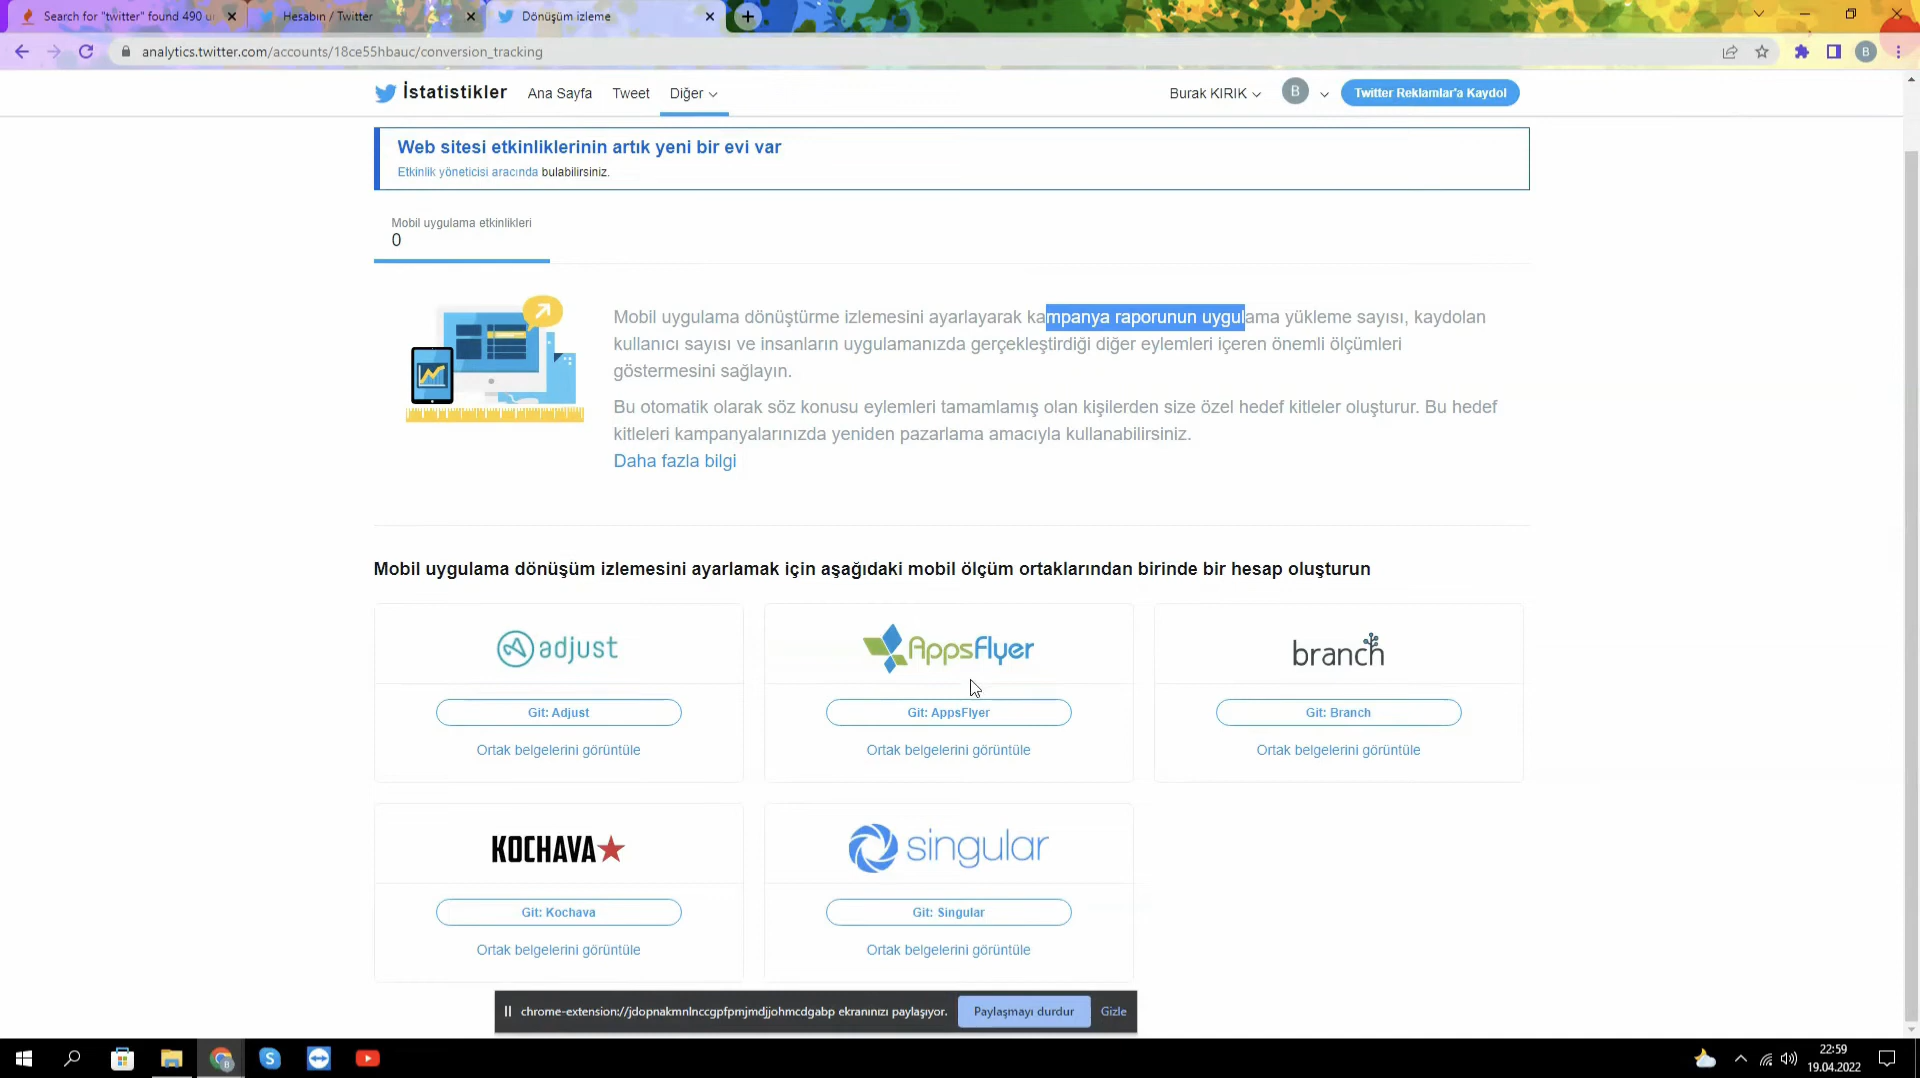 Search for "twitter" found 490 u
Hesabın / Twitter
Dönüşüm izleme
analytics.twitter.com/accounts/18ce55hbauc/conversion_tracking
B
İstatistikler
Ana Sayfa
Tweet
Diğer
Burak KIRIK
B
Twitter Reklamlar'a Kaydol
Web sitesi etkinliklerinin artık yeni bir evi var
Etkinlik yöneticisi aracında bulabilirsiniz.
Mobil uygulama etkinlikleri
0
Mobil uygulama dönüştürme izlemesini ayarlayarak kampanya raporunun uygulama yükleme sayısı, kaydolan
kullanıcı sayısı ve insanların uygulamanızda gerçekleştirdiği diğer eylemleri içeren önemli ölçümleri
göstermesini sağlayın.
Bu otomatik olarak söz konusu eylemleri tamamlamış olan kişilerden size özel hedef kitleler oluşturur. Bu hedef
kitleleri kampanyalarınızda yeniden pazarlama amacıyla kullanabilirsiniz.
Daha fazla bilgi
Mobil uygulama dönüşüm izlemesini ayarlamak için aşağıdaki mobil ölçüm ortaklarından birinde bir hesap oluşturun
adjust
AppsFlyer
branch
Git: Adjust
Git: AppsFlyer
Git: Branch
Ortak belgelerini görüntüle
Ortak belgelerini görüntüle
Ortak belgelerini görüntüle
KOCHAVA
singular
Git: Kochava
Git: Singular
Ortak belgelerini görüntüle
Ortak belgelerini görüntüle
chrome-extension://jdopnakmnlnccgpfpmjmdjjohmcdgabp ekranınızı paylaşıyor.
Paylaşmayı durdur
Gizle
22:59
19.04.2022